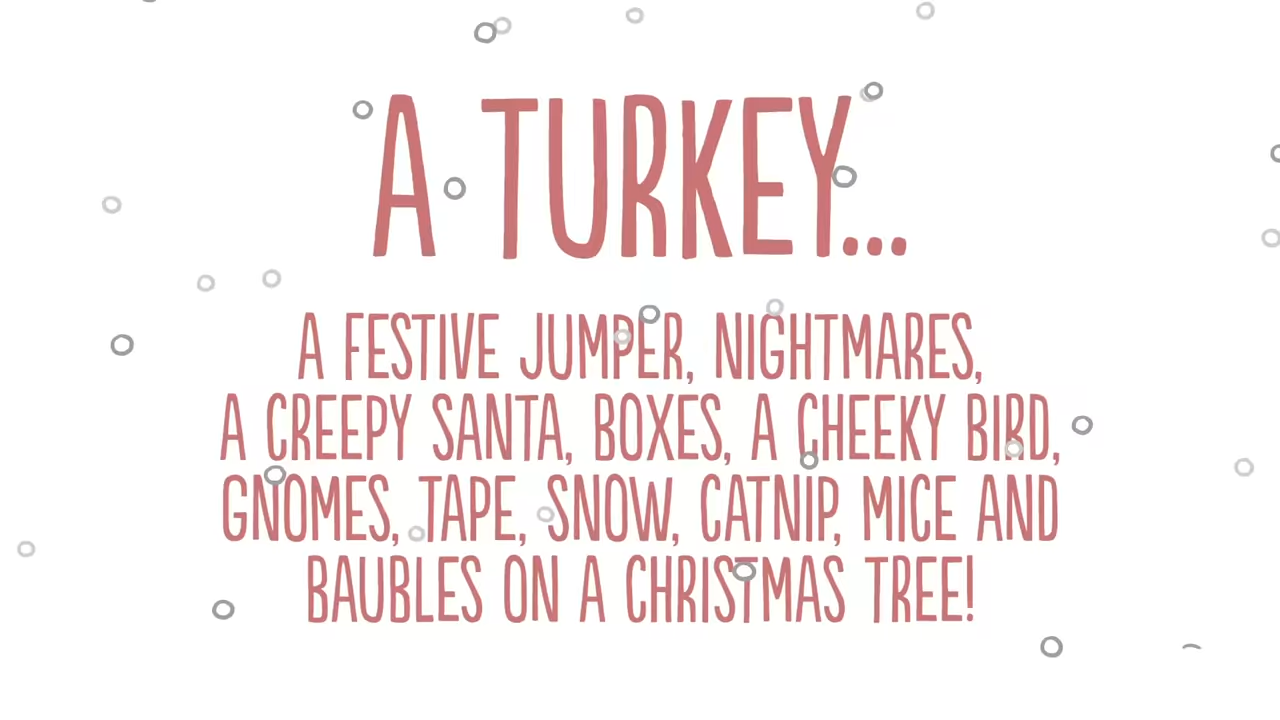 A TURKEY...
A FESTIVE JUMPER, NIGHTMARES,
A CREEPY SANTA, BOXES, A CHEEKY BIRD,
GNOMES, TAPE, SNOW, CATNIP, MICE AND
BAUBLES ON A CHRISTMAS TREE!